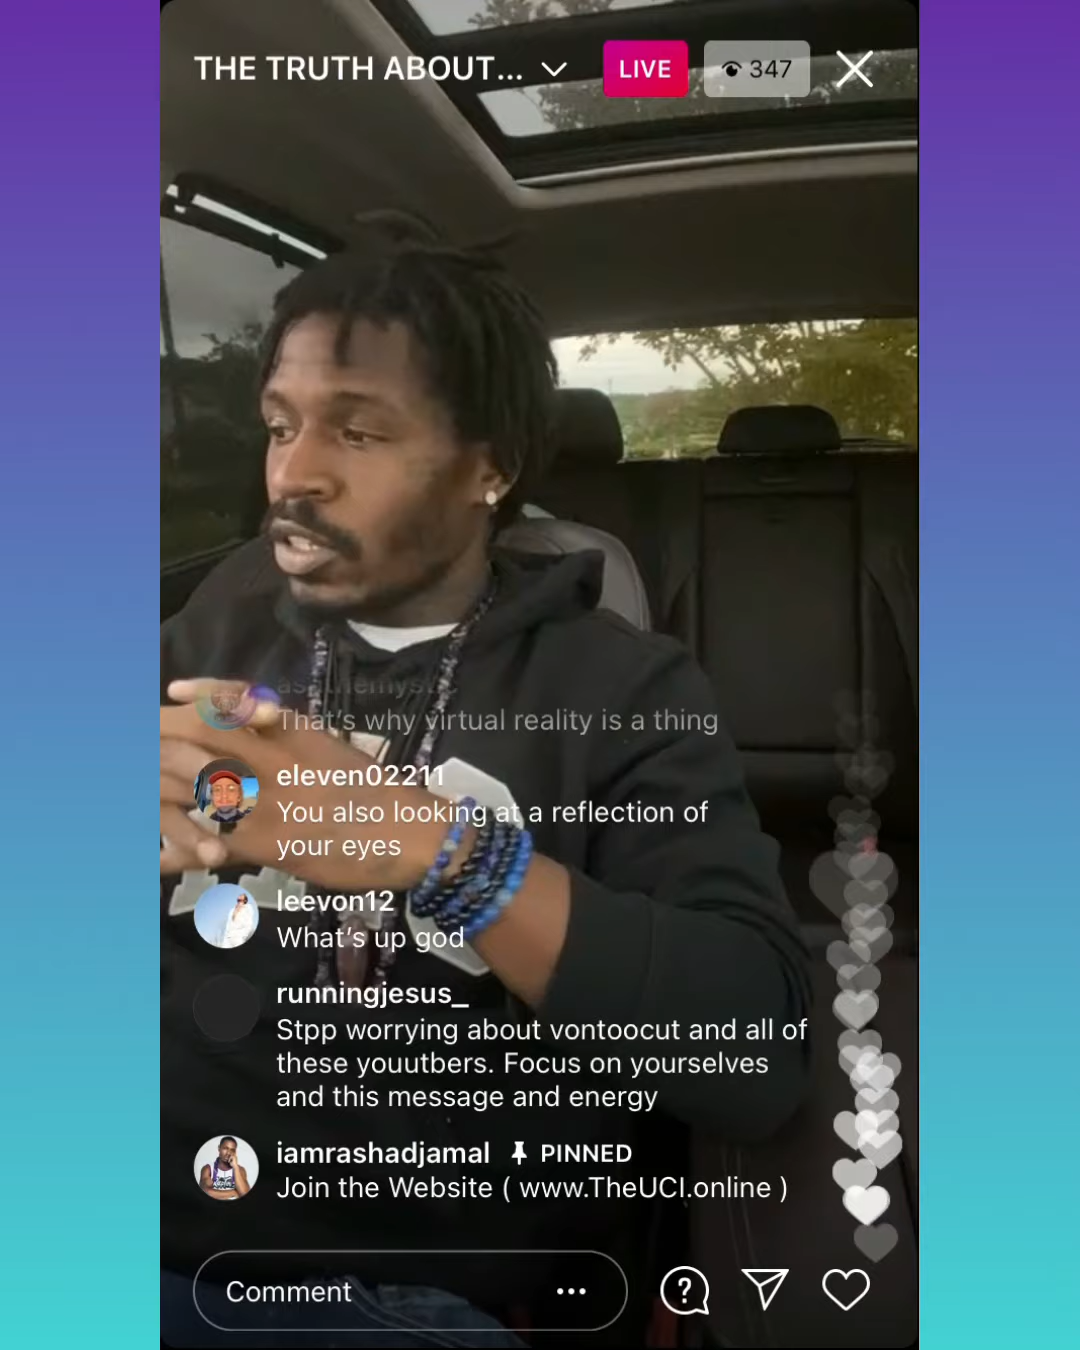 THE TRUTH ABOUT...
LIVE
347
That's why virtual reality is a thing
eleven02211
You also looking at a reflection of
your eyes
leevon12
What's up god
runningjesus_
Stpp worrying about vontoocut and all of
these youutbers. Focus on yourselves
and this message and energy
iamrashadjamal PINNED
Join the Website ( www.TheUCI.online )
Comment